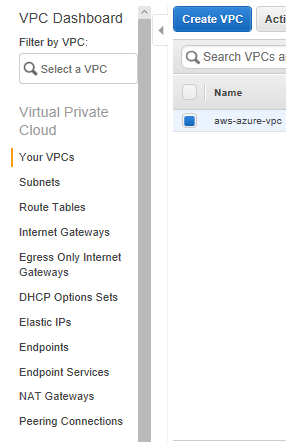 VPC Dashboard
Filter by VPC:
Select a VPC
Virtual Private
Cloud
Your VPCs
Subnets
Route Tables
Internet Gateways
Egress Only Internet
Gateways
DHCP Options Sets
Elastic IPs
Endpoints
Endpoint Services
NAT Gateways
Peering Connections
Create VPC
Acti
Search VPCs a
Name
aws-azure-vpc